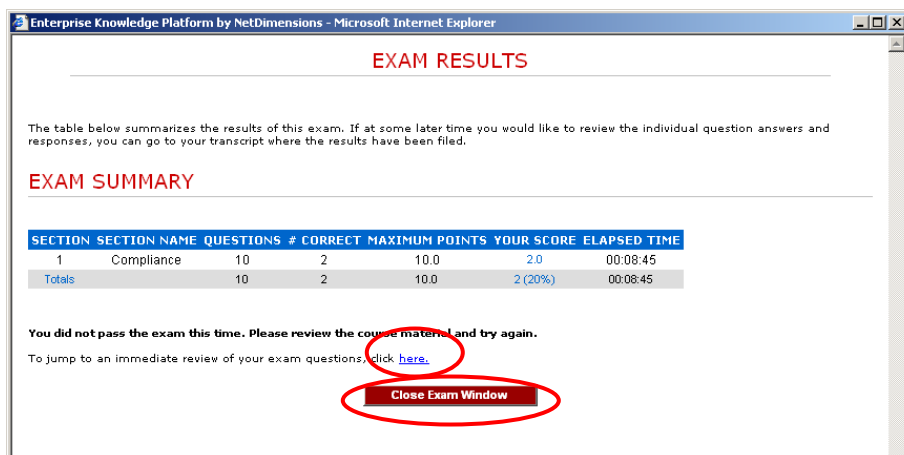 Enterprise Knowledge Platform by NetDimensions - Microsoft Internet Explorer
EXAM RESULTS
The table below summarizes the results of this exam. If at some later time you would like to review the individual question answers and
responses, you can go to your transcript where the results have been filed.
EXAM SUMMARY
SECTION SECTION NAME QUESTIONS # CORRECT MAXIMUM POINTS YOUR SCORE ELAPSED TIME
1 Compliance 10 2 10.0 2.0 00:08:45
Totals 10 2 10.0 2 (20%) 00:08:45
You did not pass the exam this time. Please review the course material and try again.
To jump to an immediate review of your exam questions, click here.
Close Exam Window